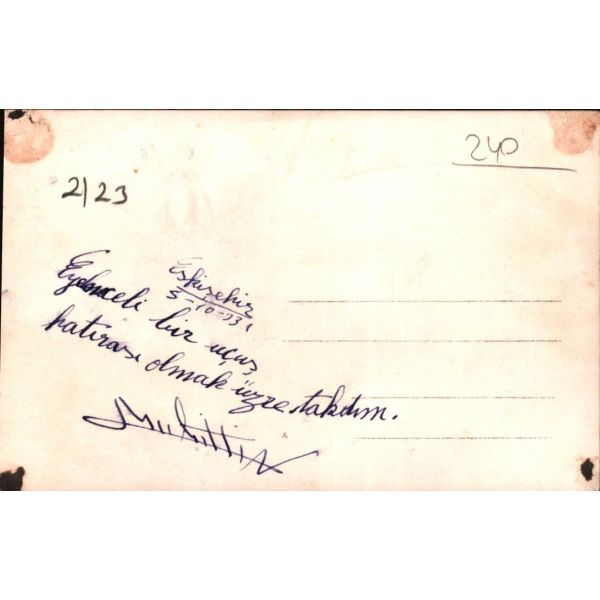 240
2/23
Eskişehir
5-10-931
Eğlenceli bir uçuş
hatırası olmak üzre takdim.
Muhittin